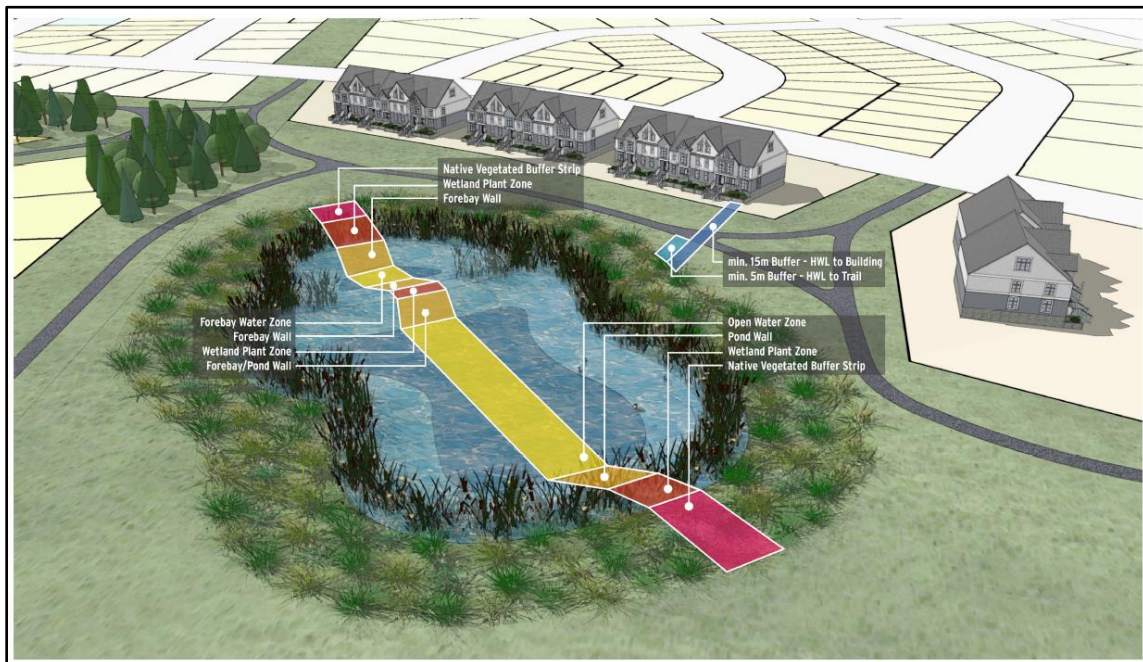 Native Vegetated Buffer Strip
Wetland Plant Zone
Forebay Wall
min. 15m Buffer - HWL to Building
min. 5m Buffer - HWL to Trail
Forebay Water Zone
Forebay Wall
Wetland Plant Zone
Forebay/Pond Wall
Open Water Zone
Pond Wall
Wetland Plant Zone
Native Vegetated Buffer Strip